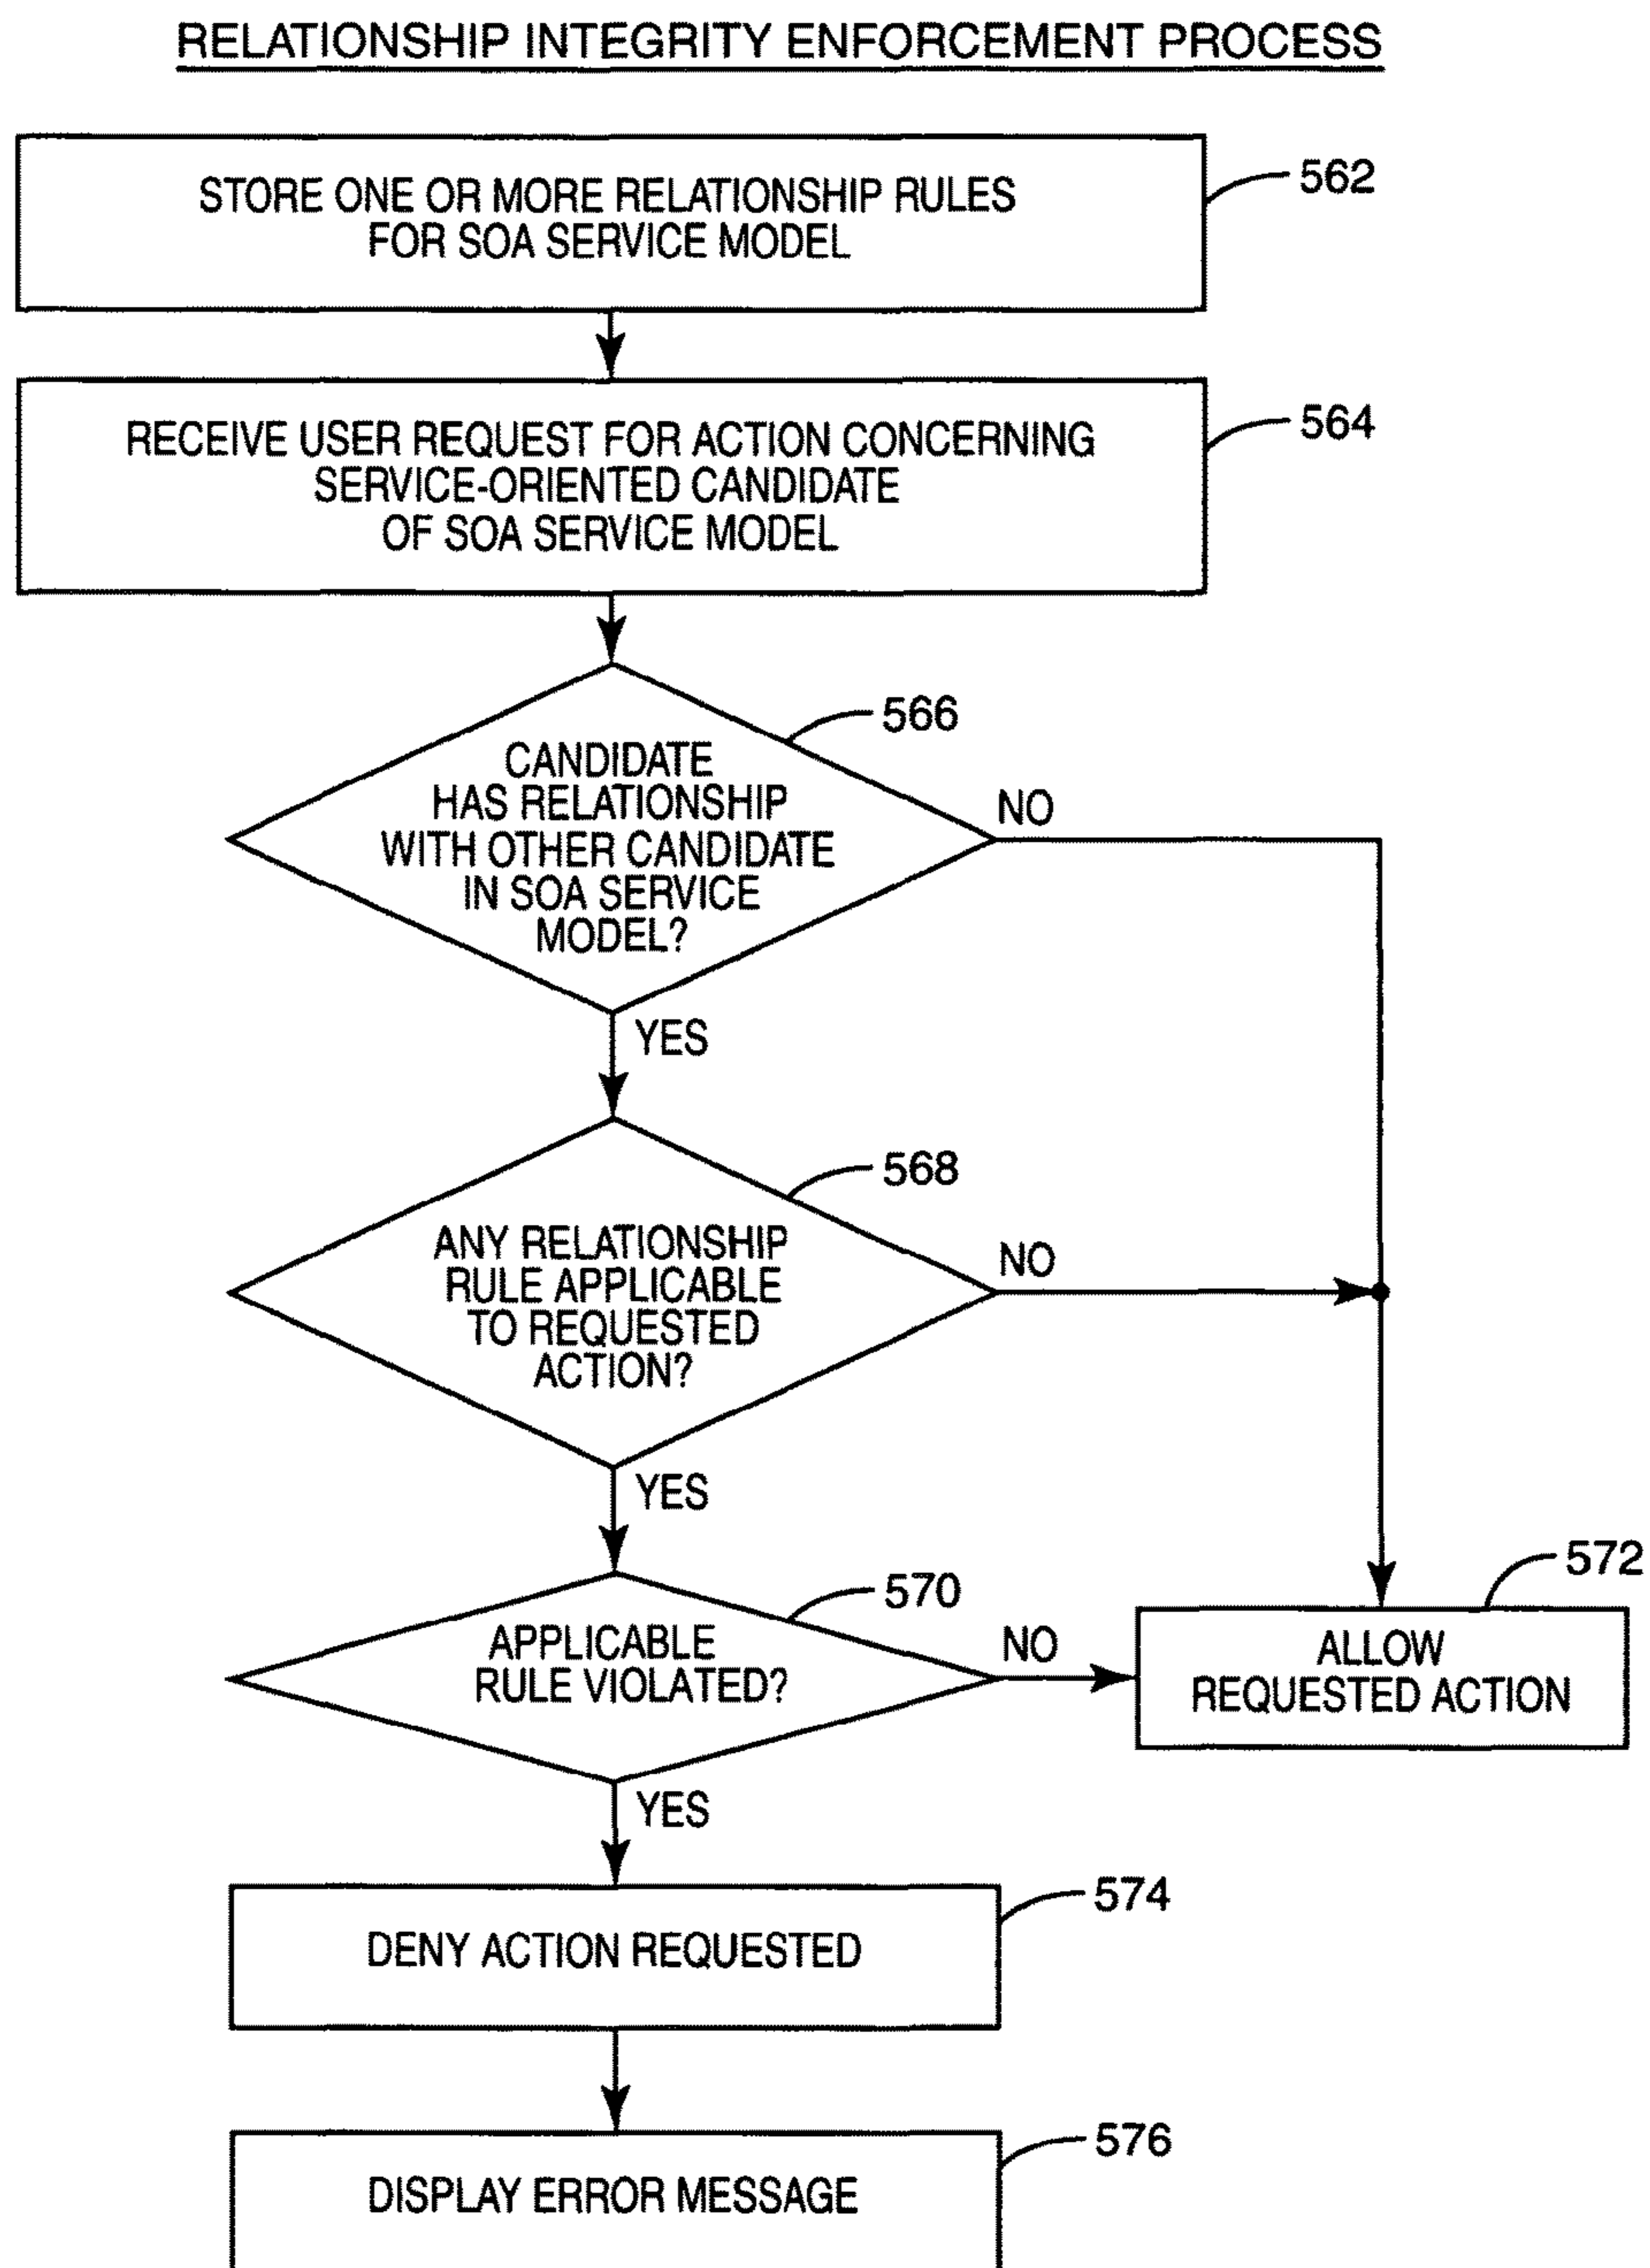 RELATIONSHIP INTEGRITY ENFORCEMENT PROCESS
STORE ONE OR MORE RELATIONSHIP RULES
FOR SOA SERVICE MODEL
562
RECEIVE USER REQUEST FOR ACTION CONCERNING
SERVICE-ORIENTED CANDIDATE
OF SOA SERVICE MODEL
564
566
CANDIDATE
HAS RELATIONSHIP
WITH OTHER CANDIDATE
IN SOA SERVICE
MODEL?
NO
YES
568
ANY RELATIONSHIP
RULE APPLICABLE
TO REQUESTED
ACTION?
NO
YES
570
APPLICABLE
RULE VIOLATED?
NO
572
ALLOW
REQUESTED ACTION
YES
574
DENY ACTION REQUESTED
576
DISPLAY ERROR MESSAGE